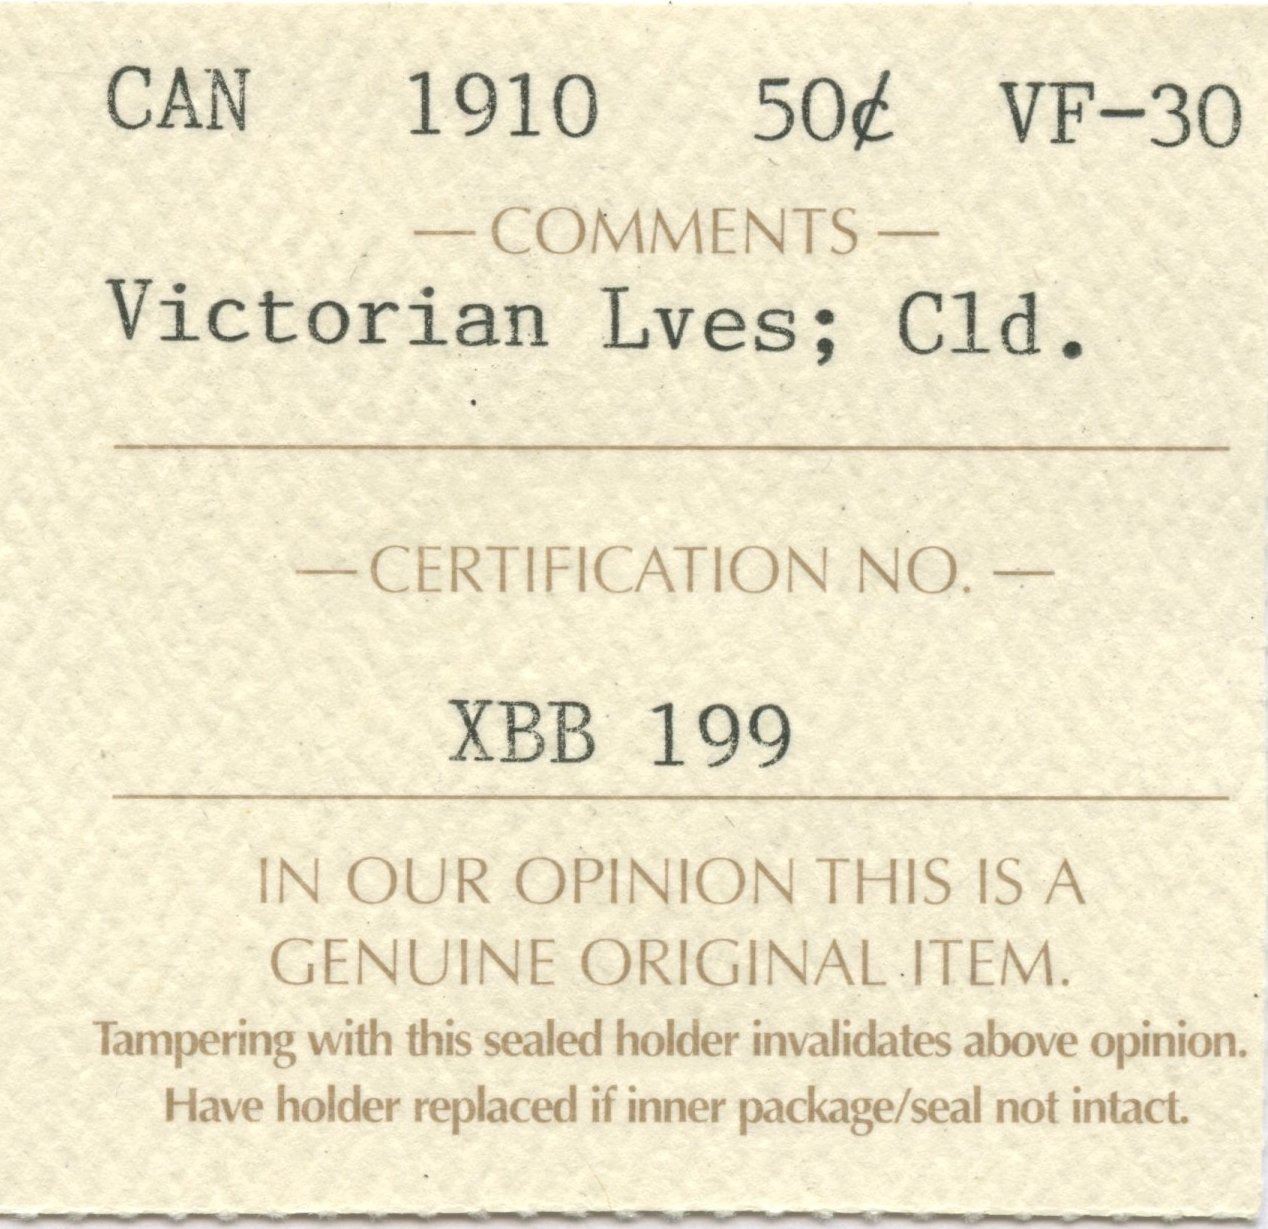 CAN 1910 50¢ VF-30
— COMMENTS —
Victorian Lves; Cld.
— CERTIFICATION NO. —
XBB 199
IN OUR OPINION THIS IS A
GENUINE ORIGINAL ITEM.
Tampering with this sealed holder invalidates above opinion.
Have holder replaced if inner package/seal not intact.